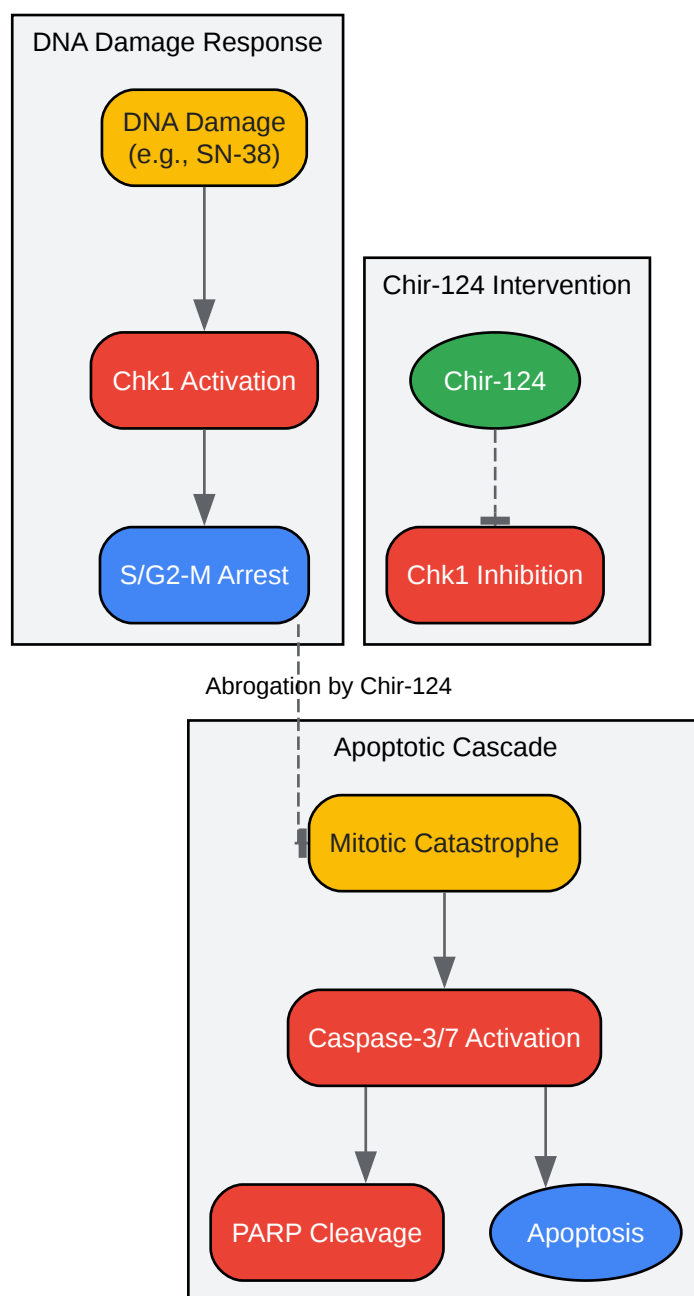 DNA Damage Response
DNA Damage
(e.g., SN-38)
Chk1 Activation
S/G2-M Arrest
Chir-124 Intervention
Chir-124
Chk1 Inhibition
Abrogation by Chir-124
Apoptotic Cascade
Mitotic Catastrophe
Caspase-3/7 Activation
PARP Cleavage
Apoptosis